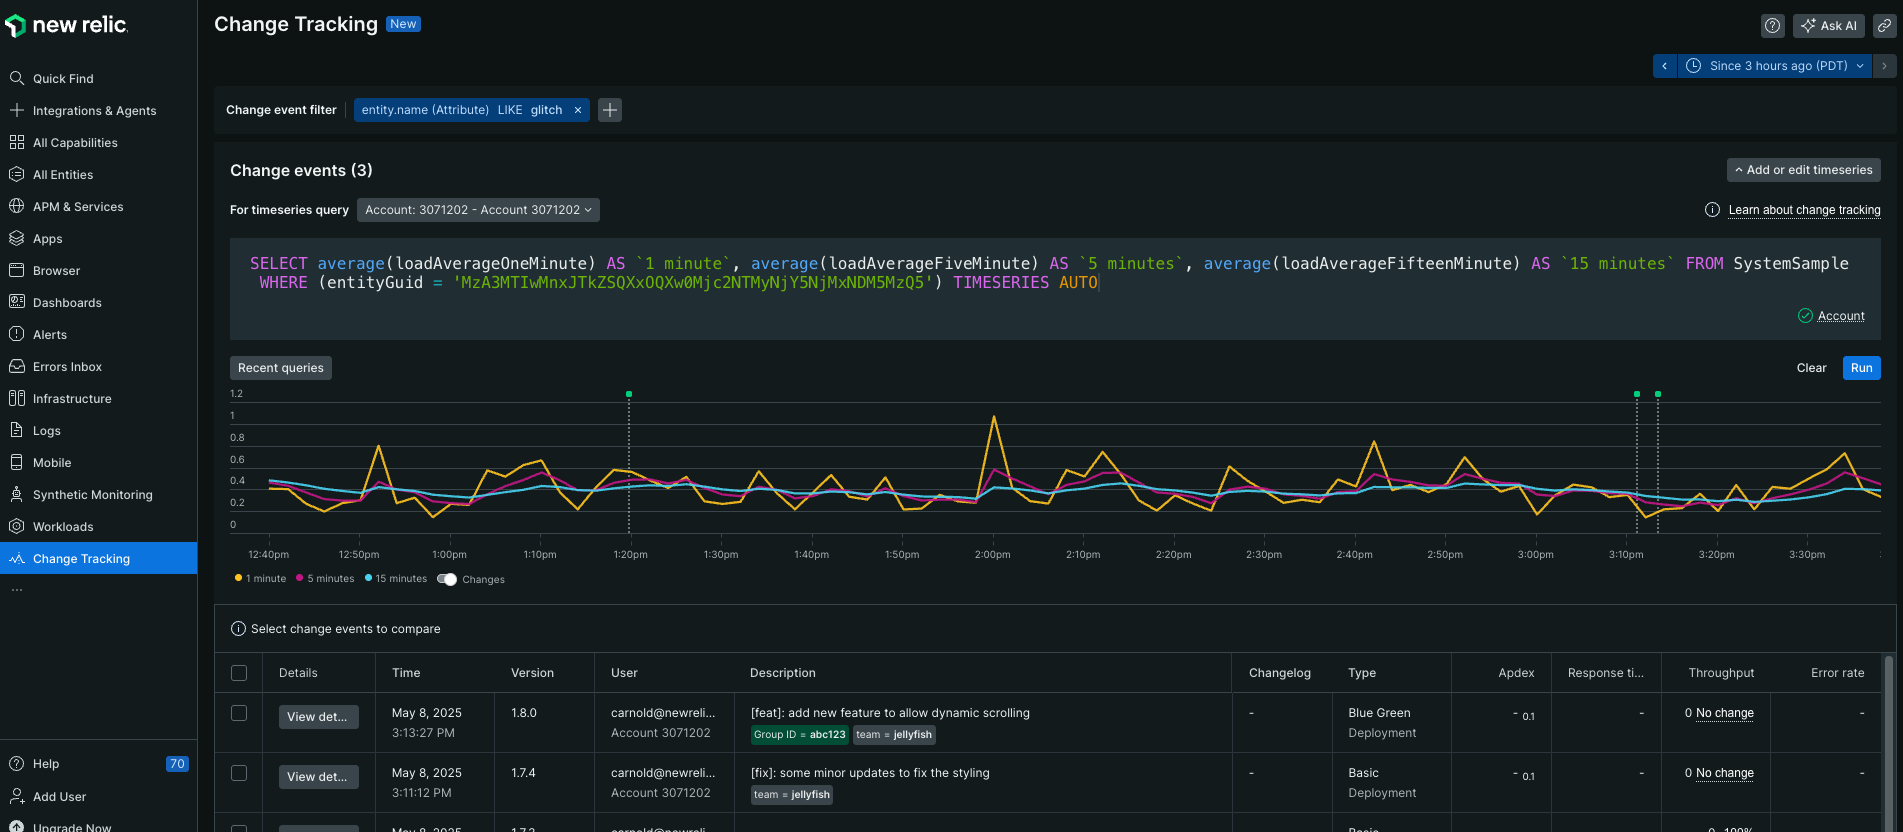 new relic
Change Tracking New
Ask AI
Since 3 hours ago (PDT)
Quick Find
Integrations & Agents
All Capabilities
All Entities
APM & Services
Apps
Browser
Dashboards
Alerts
Errors Inbox
Infrastructure
Logs
Mobile
Synthetic Monitoring
Workloads
Change Tracking
...
Help 70
Add User
Upgrade Now
Change event filter entity.name (Attribute) LIKE glitch ×
Change events (3)
Add or edit timeseries
For timeseries query Account: 3071202 - Account 3071202
Learn about change tracking
SELECT average(loadAverageOneMinute) AS `1 minute`, average(loadAverageFiveMinute) AS `5 minutes`, average(loadAverageFifteenMinute) AS `15 minutes` FROM SystemSample
WHERE (entityGuid = 'MzA3MTIwMnxJTkZSQXxOQXw0Mjc2NTMyNjY5NjMxNDM5MzQ5') TIMESERIES AUTO
Account
Recent queries Clear Run
1.2
1
0.8
0.6
0.4
0.2
0
12:40pm 12:50pm 1:00pm 1:10pm 1:20pm 1:30pm 1:40pm 1:50pm 2:00pm 2:10pm 2:20pm 2:30pm 2:40pm 2:50pm 3:00pm 3:10pm 3:20pm 3:30pm
1 minute 5 minutes 15 minutes Changes
Select change events to compare
Details Time Version User Description Changelog Type Apdex Response ti... Throughput Error rate
View det... May 8, 2025 1.8.0 carnold@newreli... [feat]: add new feature to allow dynamic scrolling - Blue Green - 0.1 - 0 No change -
3:13:27 PM Account 3071202 Group ID = abc123 team = jellyfish Deployment
View det... May 8, 2025 1.7.4 carnold@newreli... [fix]: some minor updates to fix the styling - Basic - 0.1 - 0 No change -
3:11:12 PM Account 3071202 team = jellyfish Deployment
May 8, 2025 carnold@newreli... Basic